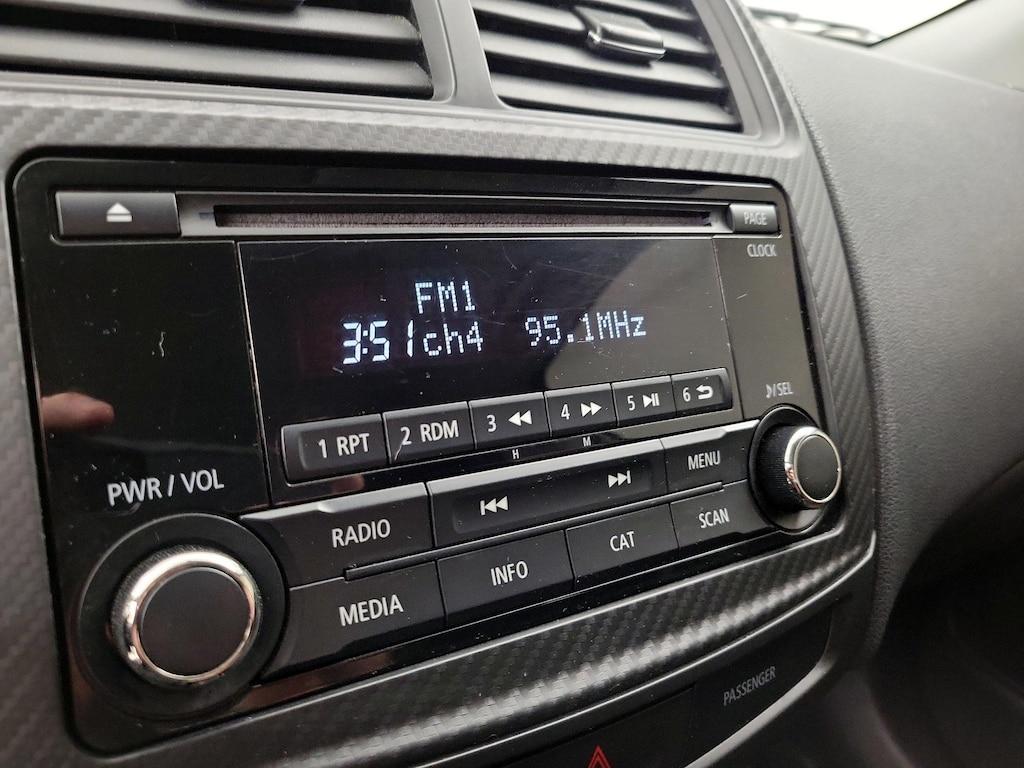 PAGE
CLOCK
FM1
3:51 ch4 95.1MHz
♪/SEL
1 RPT 2 RDM 3 4 5 6
H M
PWR / VOL
RADIO MENU
MEDIA INFO CAT SCAN
PASSENGER